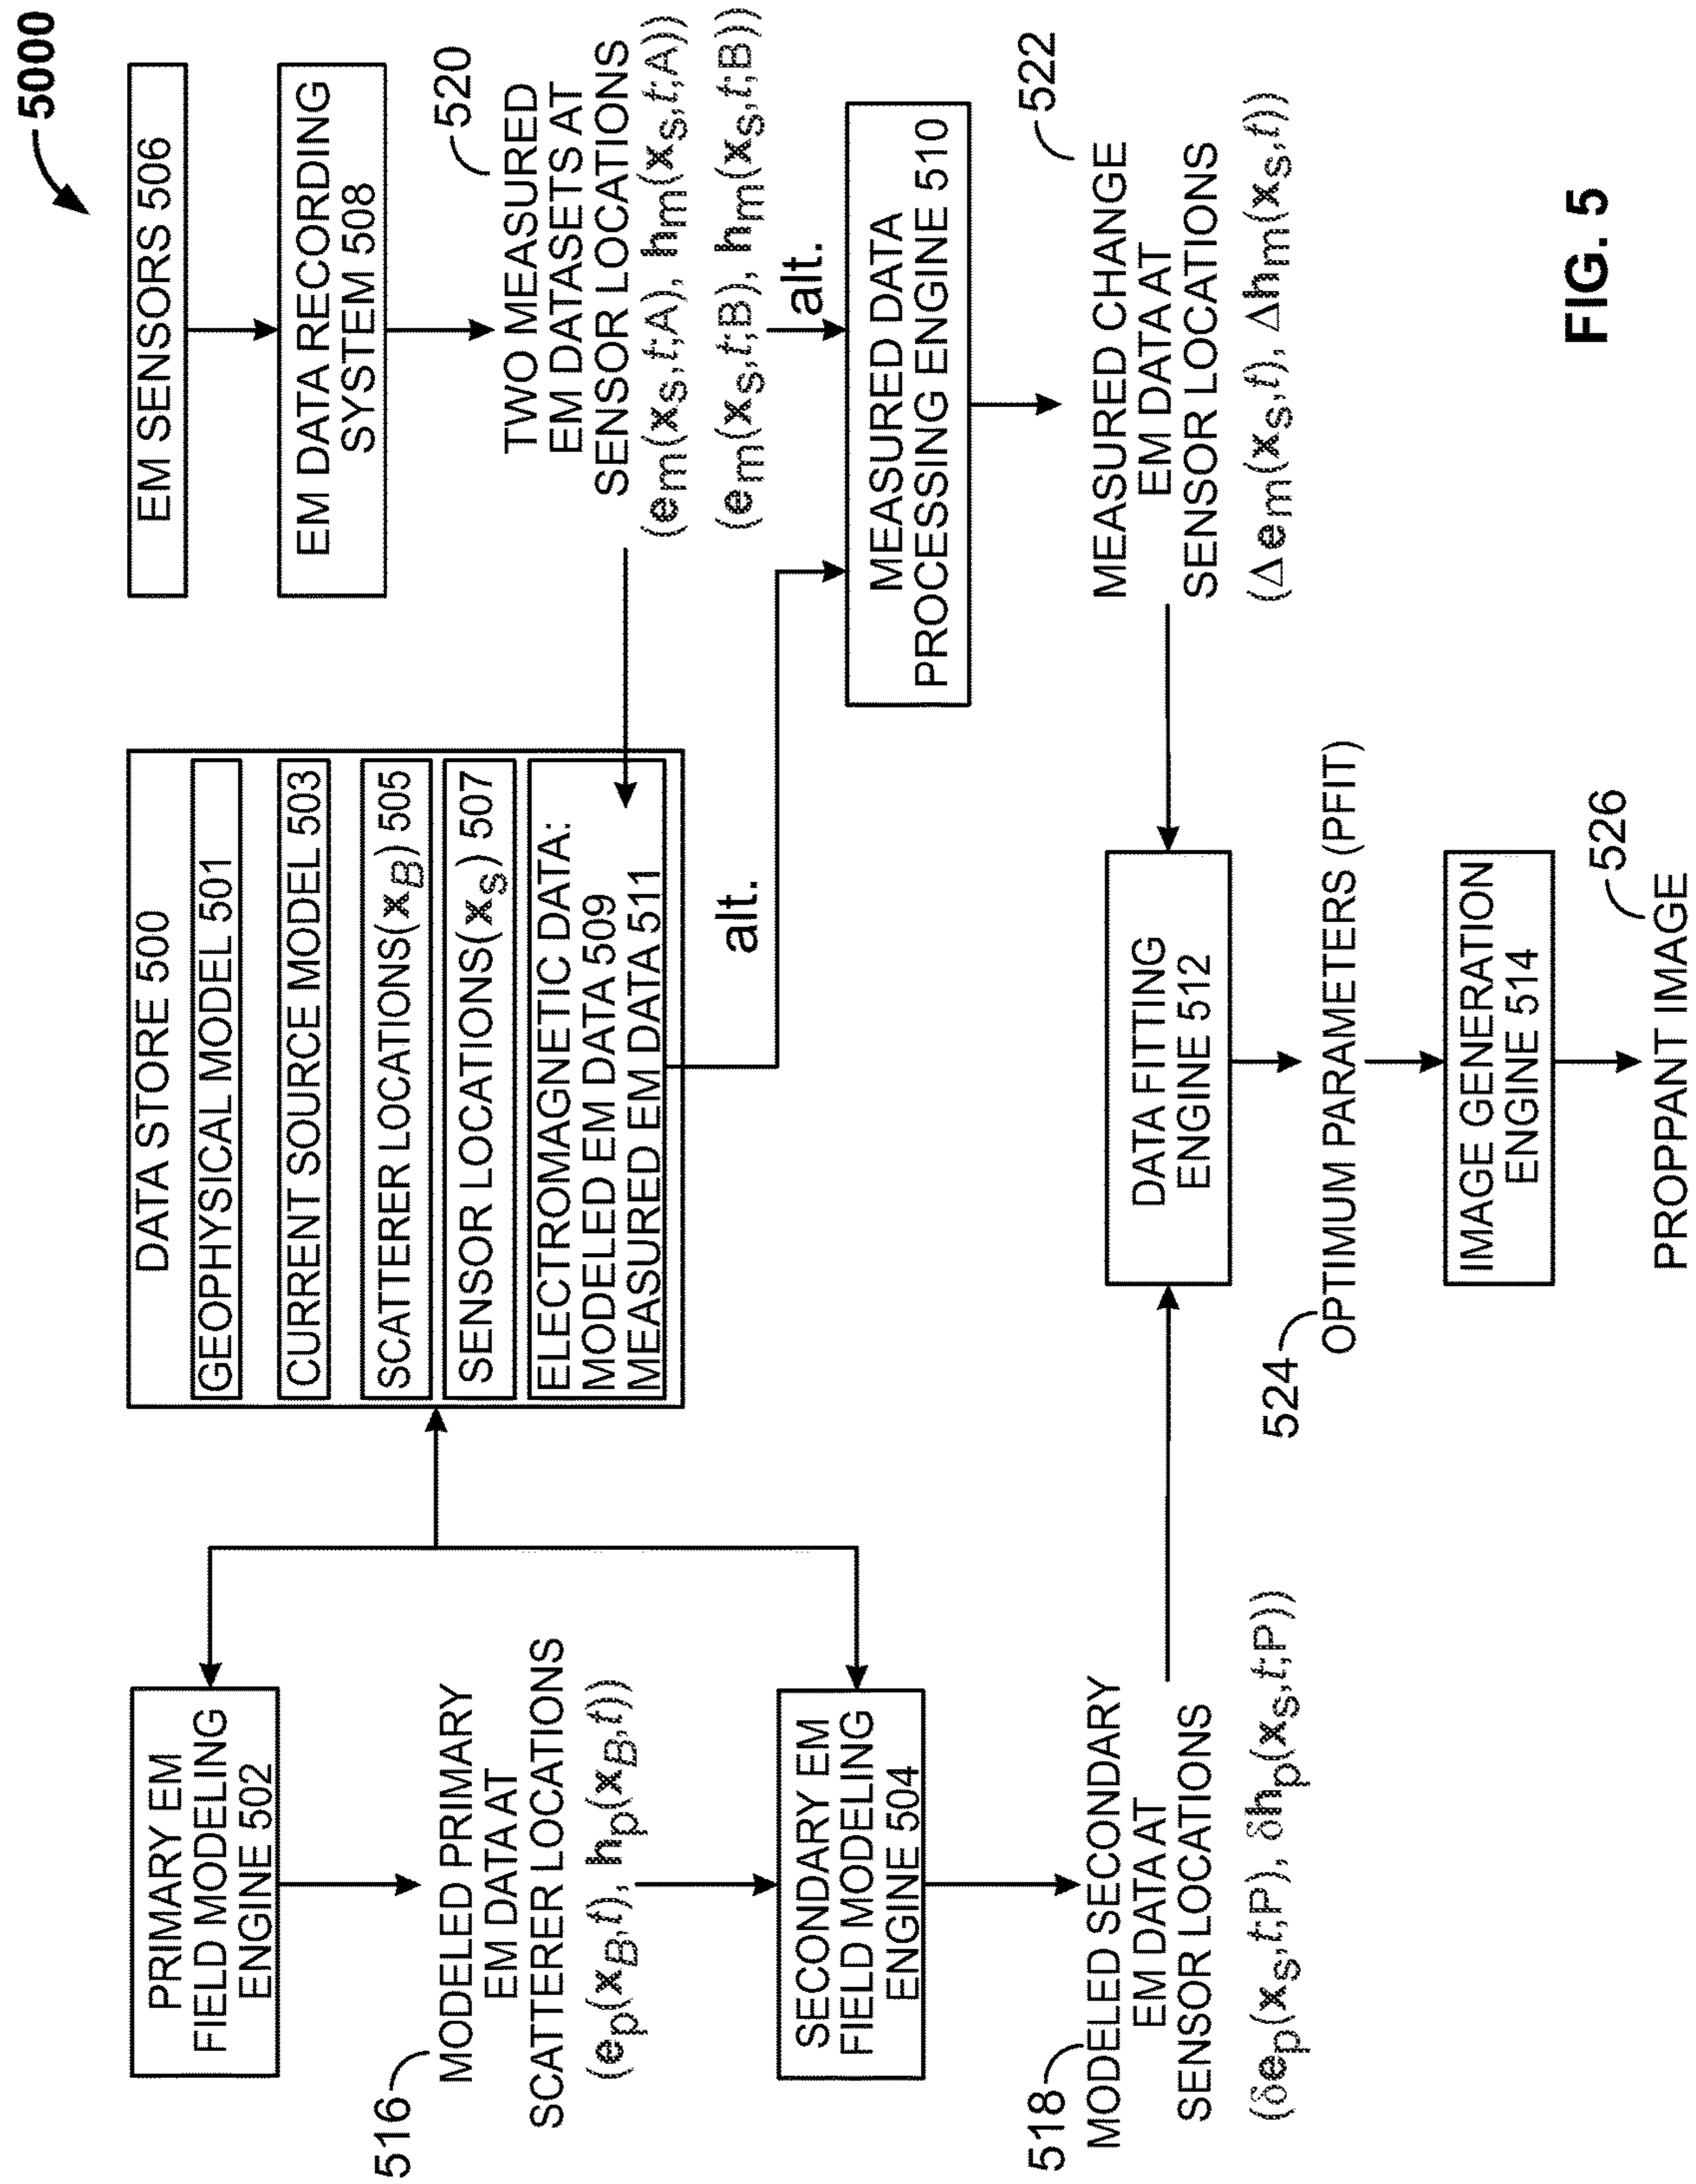 5000
PRIMARY EM
FIELD MODELING
ENGINE 502
516
MODELED PRIMARY
EM DATA AT
SCATTERER LOCATIONS
(ep(xB,t), hp(xB,t))
SECONDARY EM
FIELD MODELING
ENGINE 504
518
MODELED SECONDARY
EM DATA AT
SENSOR LOCATIONS
(δep(xs,t;P), δhp(xs,t;P))
DATA STORE 500
GEOPHYSICAL MODEL 501
CURRENT SOURCE MODEL 503
SCATTERER LOCATIONS(xB) 505
SENSOR LOCATIONS(xs) 507
ELECTROMAGNETIC DATA:
MODELED EM DATA 509
MEASURED EM DATA 511
alt.
EM SENSORS 506
EM DATA RECORDING
SYSTEM 508
520
TWO MEASURED
EM DATASETS AT
SENSOR LOCATIONS
(em(xs,t;A), hm(xs,t;A))
(em(xs,t;B), hm(xs,t;B))
alt.
MEASURED DATA
PROCESSING ENGINE 510
522
MEASURED CHANGE
EM DATA AT
SENSOR LOCATIONS
(Δem(xs,t), Δhm(xs,t))
DATA FITTING
ENGINE 512
524
OPTIMUM PARAMETERS (PFIT)
IMAGE GENERATION
ENGINE 514
526
PROPPANT IMAGE
FIG. 5